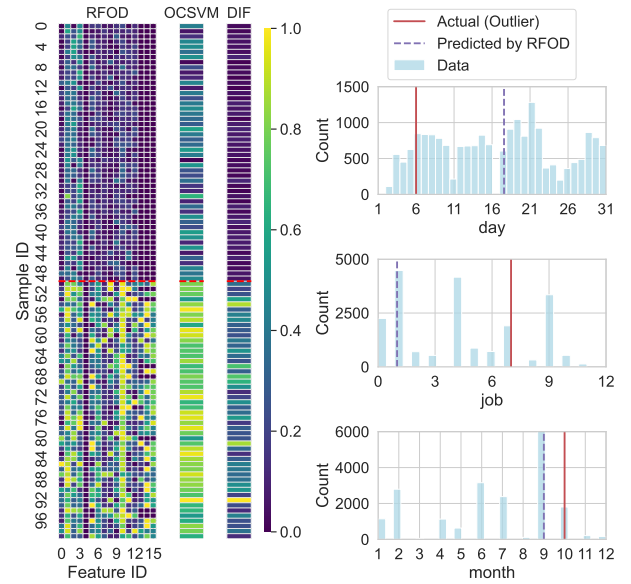 RFOD OCSVM DIF
0
4
8
12
16
20
24
28
32
36
40
44
48
52
56
60
64
68
72
76
80
84
88
92
96
Sample ID
0 3 6 9 12 15
Feature ID
1.0
0.8
0.6
0.4
0.2
0.0
Actual (Outlier)
Predicted by RFOD
Data
1500
1000
500
0
Count
1 6 11 16 21 26 31
day
5000
2500
0
Count
0 3 6 9 12
job
6000
4000
2000
0
Count
1 2 3 4 5 6 7 8 9 10 11 12
month